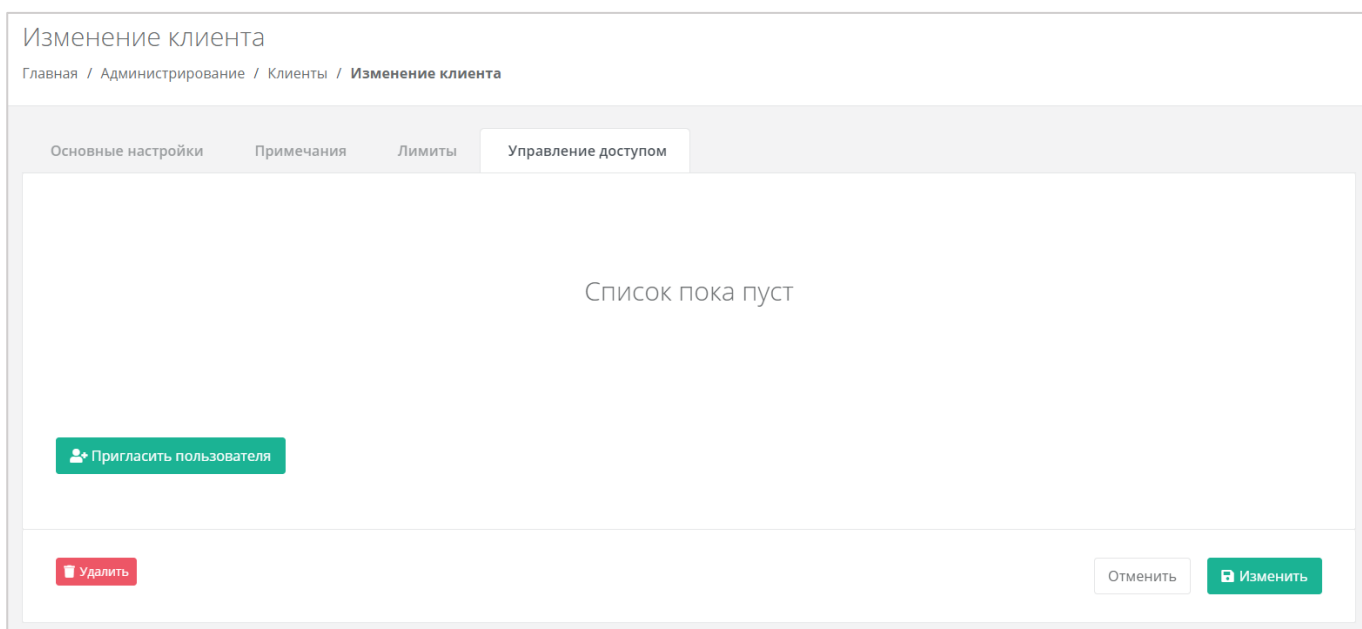 Изменение клиента
Главная / Администрирование / Клиенты / Изменение клиента
Основные настройки Примечания Лимиты Управление доступом
Список пока пуст
Пригласить пользователя
Удалить Отменить Изменить